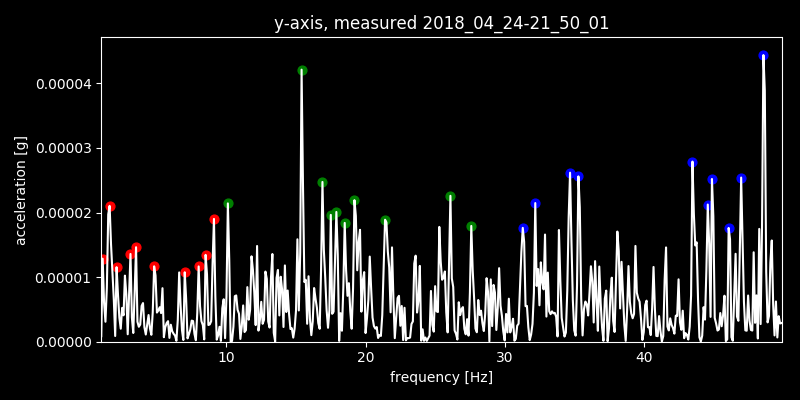 y-axis, measured 2018_04_24-21_50_01
acceleration [g]
0.00004
0.00003
0.00002
0.00001
0.00000
10 20 30 40
frequency [Hz]